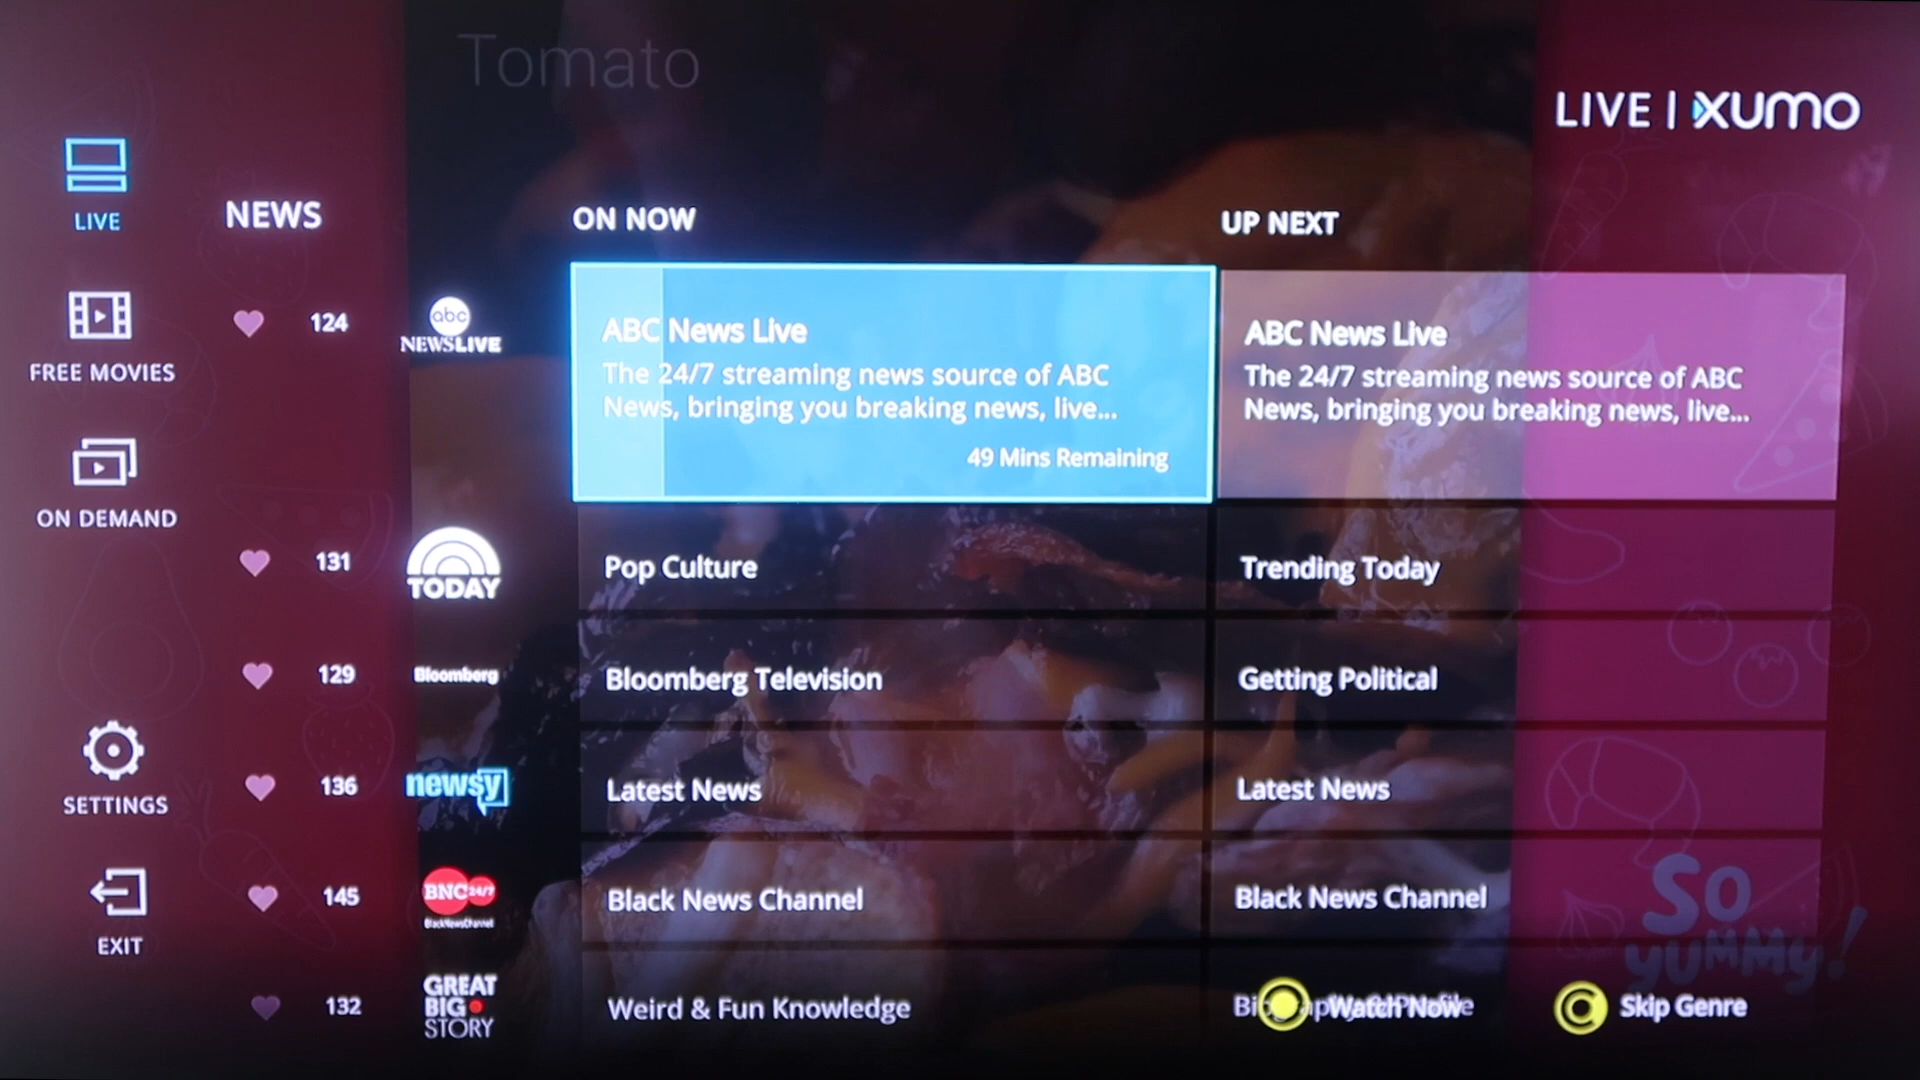 Tomato
LIVE | XUMO
LIVE
FREE MOVIES
ON DEMAND
SETTINGS
EXIT
NEWS
ON NOW
UP NEXT
124
abc
NEWSLIVE
ABC News Live
The 24/7 streaming news source of ABC
News, bringing you breaking news, live...
49 Mins Remaining
ABC News Live
The 24/7 streaming news source of ABC
News, bringing you breaking news, live...
131
TODAY
Pop Culture
Trending Today
129
Bloomberg
Bloomberg Television
Getting Political
136
newsy
Latest News
Latest News
145
BNC 24/7
BlackNewsChannel
Black News Channel
Black News Channel
132
GREAT
BIG
STORY
Weird & Fun Knowledge
Watch Now
Skip Genre
SO
YUMMY!